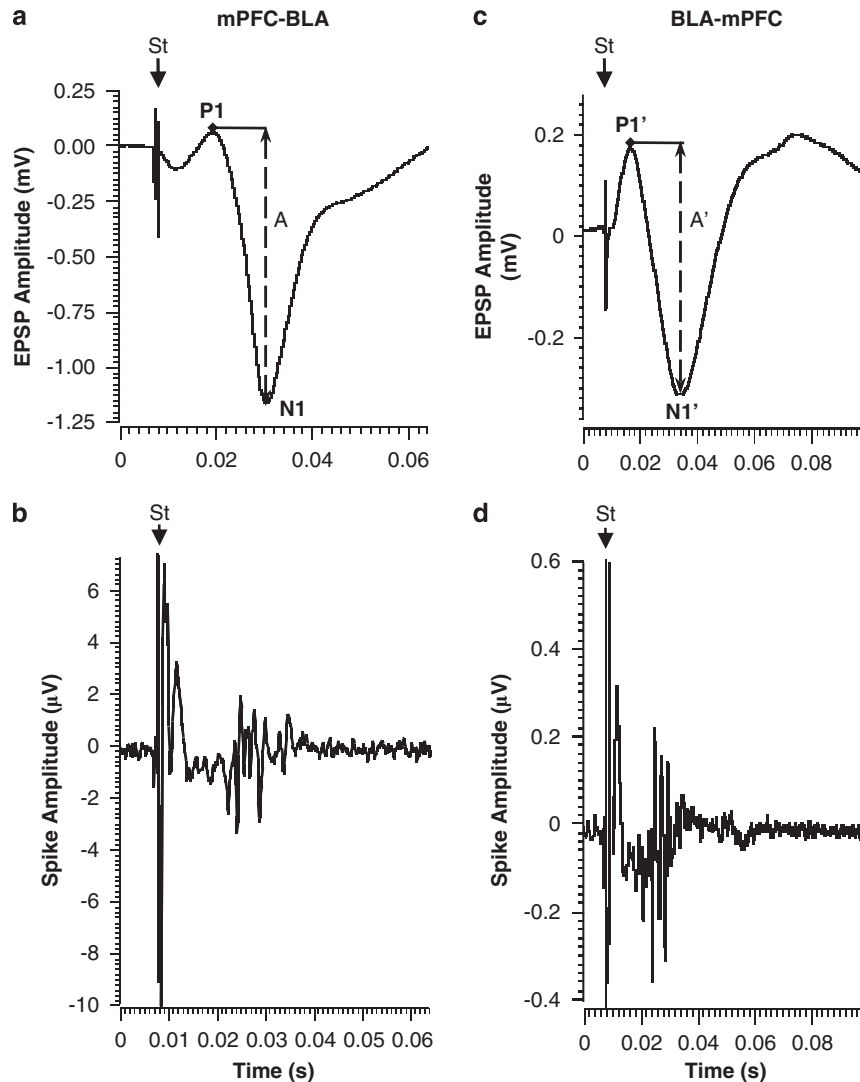 a
mPFC-BLA
St
0.25
0.00
-0.25
-0.50
-0.75
-1.00
-1.25
EPSP Amplitude (mV)
P1
A
N1
0 0.02 0.04 0.06
c
BLA-mPFC
St
0.2
0
-0.2
EPSP Amplitude
(mV)
P1'
A'
N1'
0 0.02 0.04 0.06 0.08
b
St
6
4
2
0
-2
-4
-6
-8
-10
Spike Amplitude (μV)
0 0.01 0.02 0.03 0.04 0.05 0.06
Time (s)
d
St
0.6
0.4
0.2
0
-0.2
-0.4
Spike Amplitude (μV)
0 0.02 0.04 0.06 0.08
Time (s)